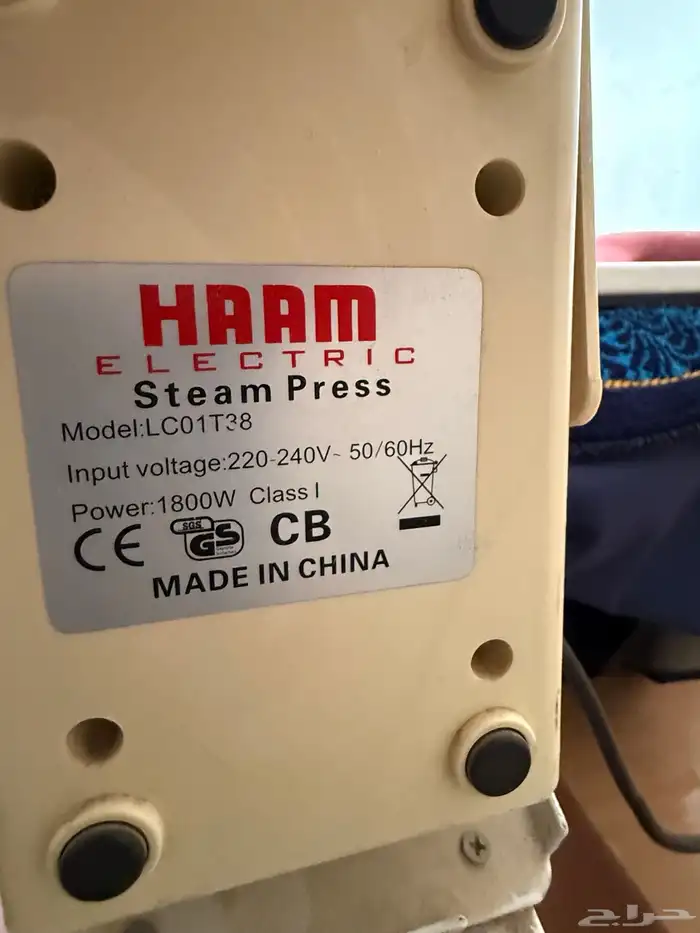 HAAM
ELECTRIC
Steam Press
Model:LC01T38
Input voltage:220-240V~ 50/60Hz
Power:1800W Class I
CE SGS GS CB
MADE IN CHINA
حراج